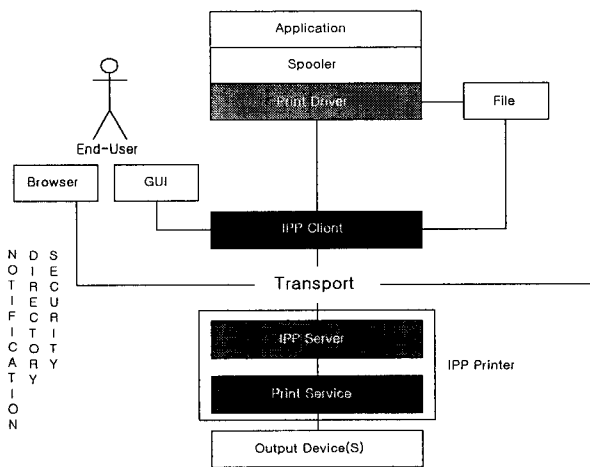 Application
Spooler
Print Driver
File
End-User
Browser
GUI
IPP Client
Transport
NOTIFICATION
DIRECTORY
SECURITY
IPP Server
IPP Printer
Print Service
Output Device(S)